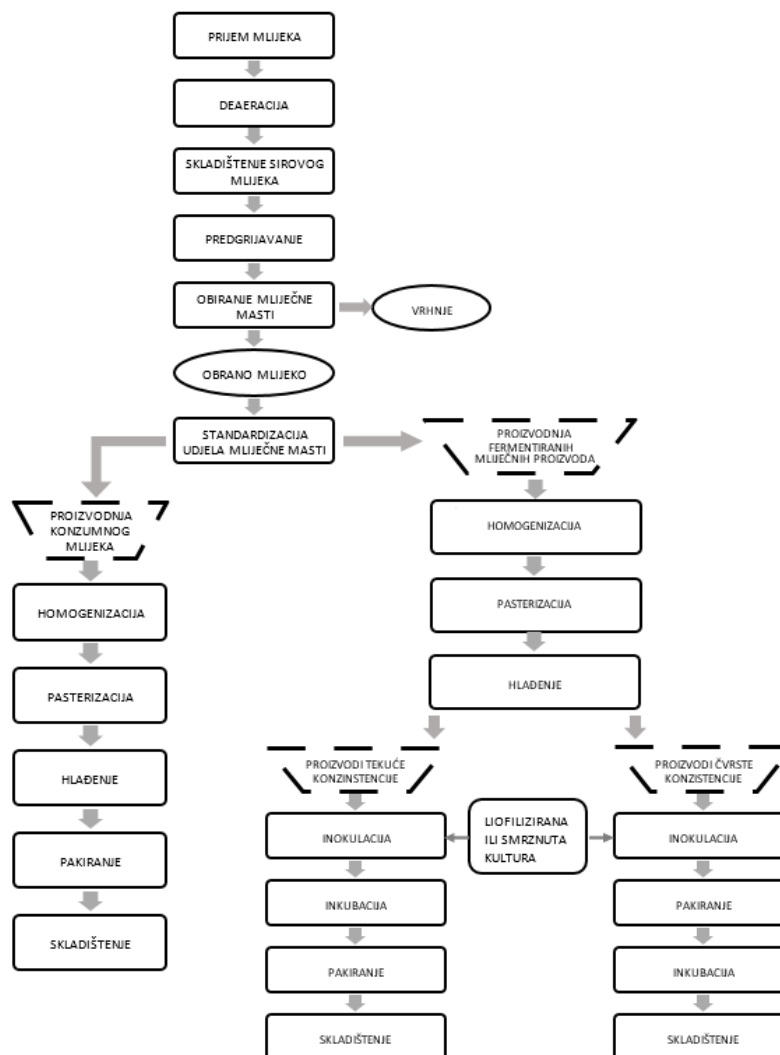 PRIJEM MLIJEKA
DEAERACIJA
SKLADIŠTENJE SIROVOG
MLIJEKA
PREDGRIJAVANJE
OBIRANJE MLIJEČNE
MASTI
VRHNJE
OBRANO MLIJEKO
STANDARDIZACIJA
UDJELA MLIJEČNE MASTI
PROIZVODNJA
KONZUMNOG
MLIJEKA
HOMOGENIZACIJA
PASTERIZACIJA
HLAĐENJE
PAKIRANJE
SKLADIŠTENJE
PROIZVODNJA
FERMENTIRANIH
MLIJEČNIH PROIZVODA
HOMOGENIZACIJA
PASTERIZACIJA
HLAĐENJE
PROIZVODI TEKUĆE
KONZINSTENCIJE
INOKULACIJA
INKUBACIJA
PAKIRANJE
SKLADIŠTENJE
LIOFILIZIRANA
ILI SMRZNUTA
KULTURA
PROIZVODI ČVRSTE
KONZISTENCIJE
INOKULACIJA
PAKIRANJE
INKUBACIJA
SKLADIŠTENJE